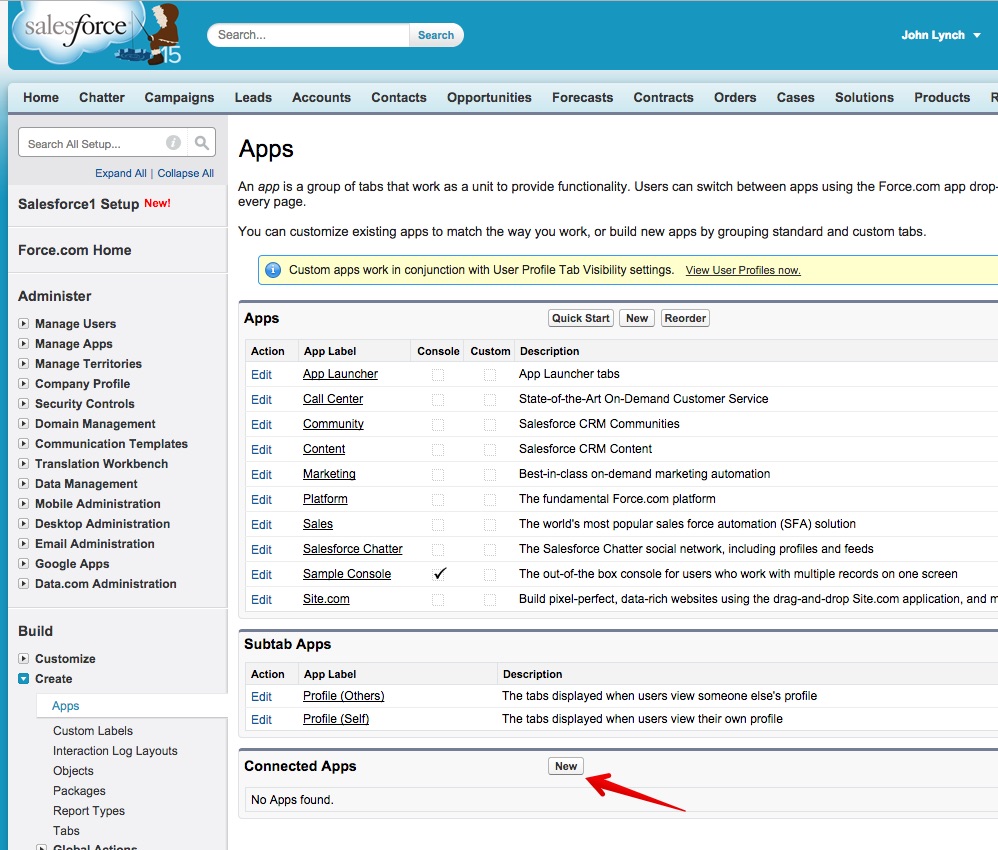 salesforce
15
Search...
Search
John Lynch
Home Chatter Campaigns Leads Accounts Contacts Opportunities Forecasts Contracts Orders Cases Solutions Products
Search All Setup...
Expand All | Collapse All
Salesforce1 Setup New!
Force.com Home
Administer
Manage Users
Manage Apps
Manage Territories
Company Profile
Security Controls
Domain Management
Communication Templates
Translation Workbench
Data Management
Mobile Administration
Desktop Administration
Email Administration
Google Apps
Data.com Administration
Build
Customize
Create
Apps
Custom Labels
Interaction Log Layouts
Objects
Packages
Report Types
Tabs
Global Actions
Apps
An app is a group of tabs that work as a unit to provide functionality. Users can switch between apps using the Force.com app drop-
every page.
You can customize existing apps to match the way you work, or build new apps by grouping standard and custom tabs.
Custom apps work in conjunction with User Profile Tab Visibility settings. View User Profiles now.
Apps Quick Start New Reorder
Action App Label Console Custom Description
Edit App Launcher App Launcher tabs
Edit Call Center State-of-the-Art On-Demand Customer Service
Edit Community Salesforce CRM Communities
Edit Content Salesforce CRM Content
Edit Marketing Best-in-class on-demand marketing automation
Edit Platform The fundamental Force.com platform
Edit Sales The world's most popular sales force automation (SFA) solution
Edit Salesforce Chatter The Salesforce Chatter social network, including profiles and feeds
Edit Sample Console ✓ The out-of-the box console for users who work with multiple records on one screen
Edit Site.com Build pixel-perfect, data-rich websites using the drag-and-drop Site.com application, and
Subtab Apps
Action App Label Description
Edit Profile (Others) The tabs displayed when users view someone else's profile
Edit Profile (Self) The tabs displayed when users view their own profile
Connected Apps New
No Apps found.